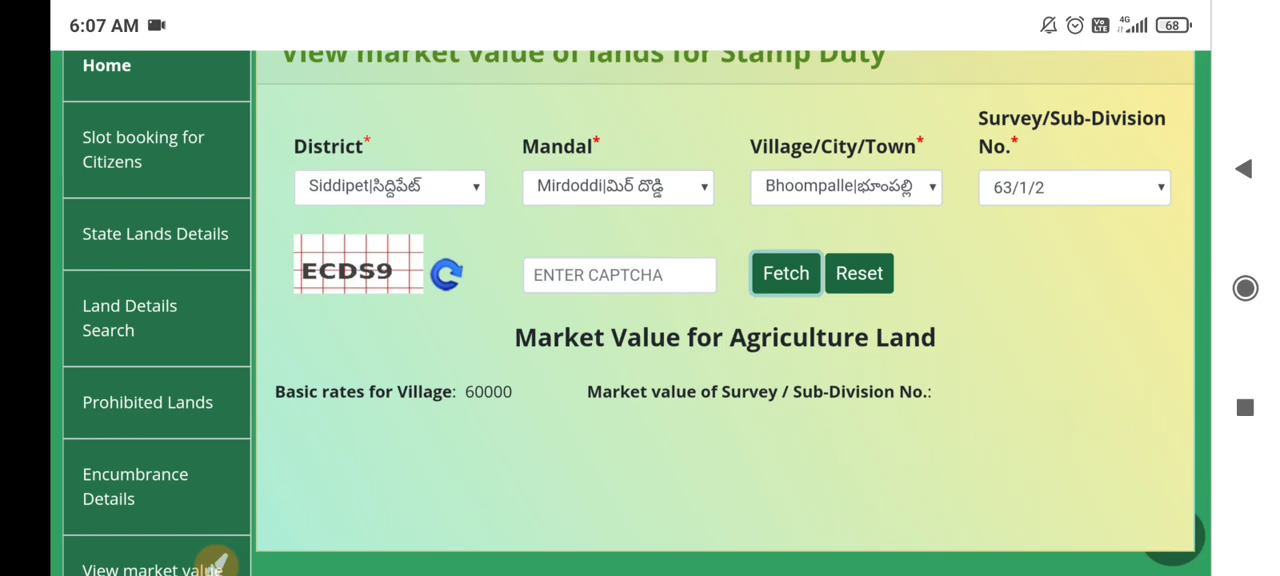 6:07 AM
4G
Vo
LTE
68
View market value of lands for Stamp Duty
Home
Slot booking for
Citizens
State Lands Details
Land Details
Search
Prohibited Lands
Encumbrance
Details
View market value
District*
Mandal*
Village/City/Town*
Survey/Sub-Division
No.*
Siddipet|సిద్దిపేట్
Mirdoddi|మిర్ దొడ్డి
Bhoompalle|భూంపల్లి
63/1/2
ECDS9
ENTER CAPTCHA
Fetch
Reset
Market Value for Agriculture Land
Basic rates for Village: 60000
Market value of Survey / Sub-Division No.: